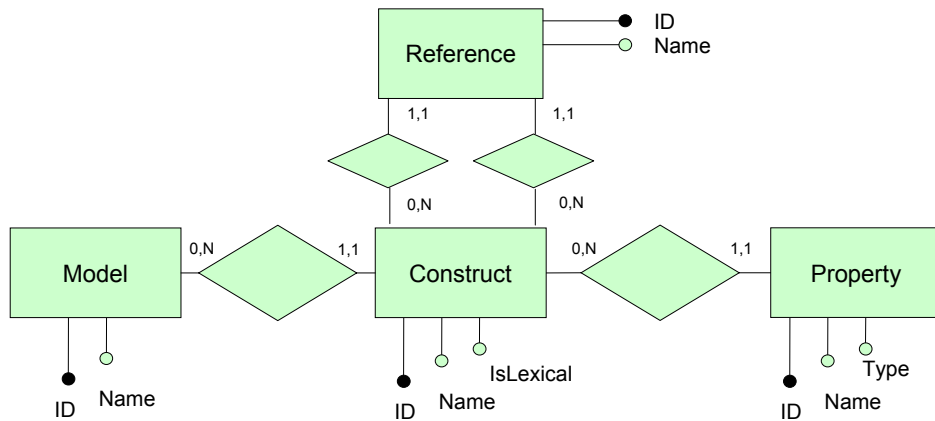 ID
Reference
Name
1,1
1,1
0,N
0,N
0,N
1,1
0,N
1,1
Model
Construct
Property
IsLexical
Type
Name
Name
Name
ID
ID
ID